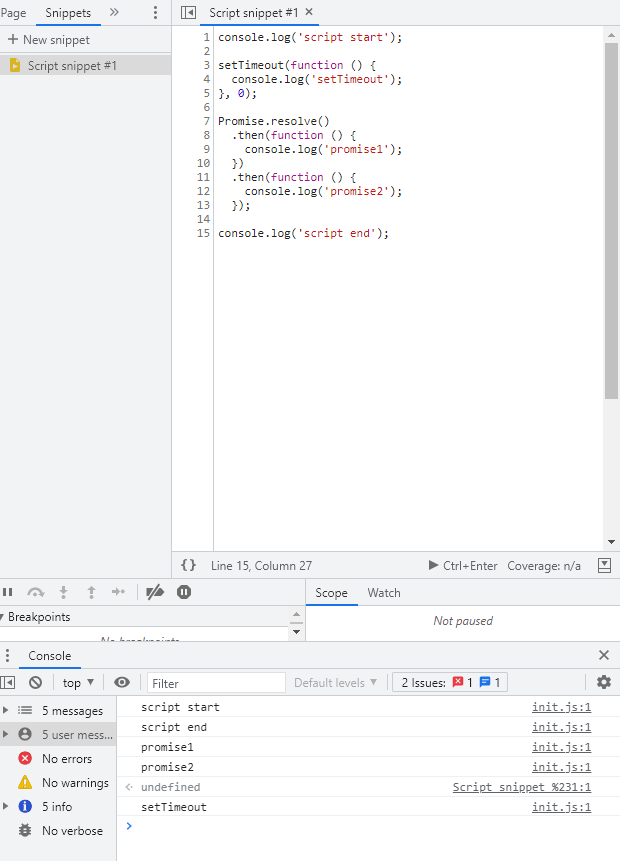 Page Snippets
Script snippet #1 ×
+ New snippet
Script snippet #1
1 console.log('script start');
2
3 setTimeout(function () {
4   console.log('setTimeout');
5 }, 0);
6
7 Promise.resolve()
8   .then(function () {
9     console.log('promise1');
10   })
11   .then(function () {
12     console.log('promise2');
13   });
14
15 console.log('script end');
{} Line 15, Column 27
Ctrl+Enter Coverage: n/a
Scope Watch
Breakpoints
No breakpoints
Not paused
Console
top
Filter
Default levels
2 Issues: 1 1
5 messages
5 user mess...
No errors
No warnings
5 info
No verbose
script start init.js:1
script end init.js:1
promise1 init.js:1
promise2 init.js:1
undefined Script snippet %231:1
setTimeout init.js:1